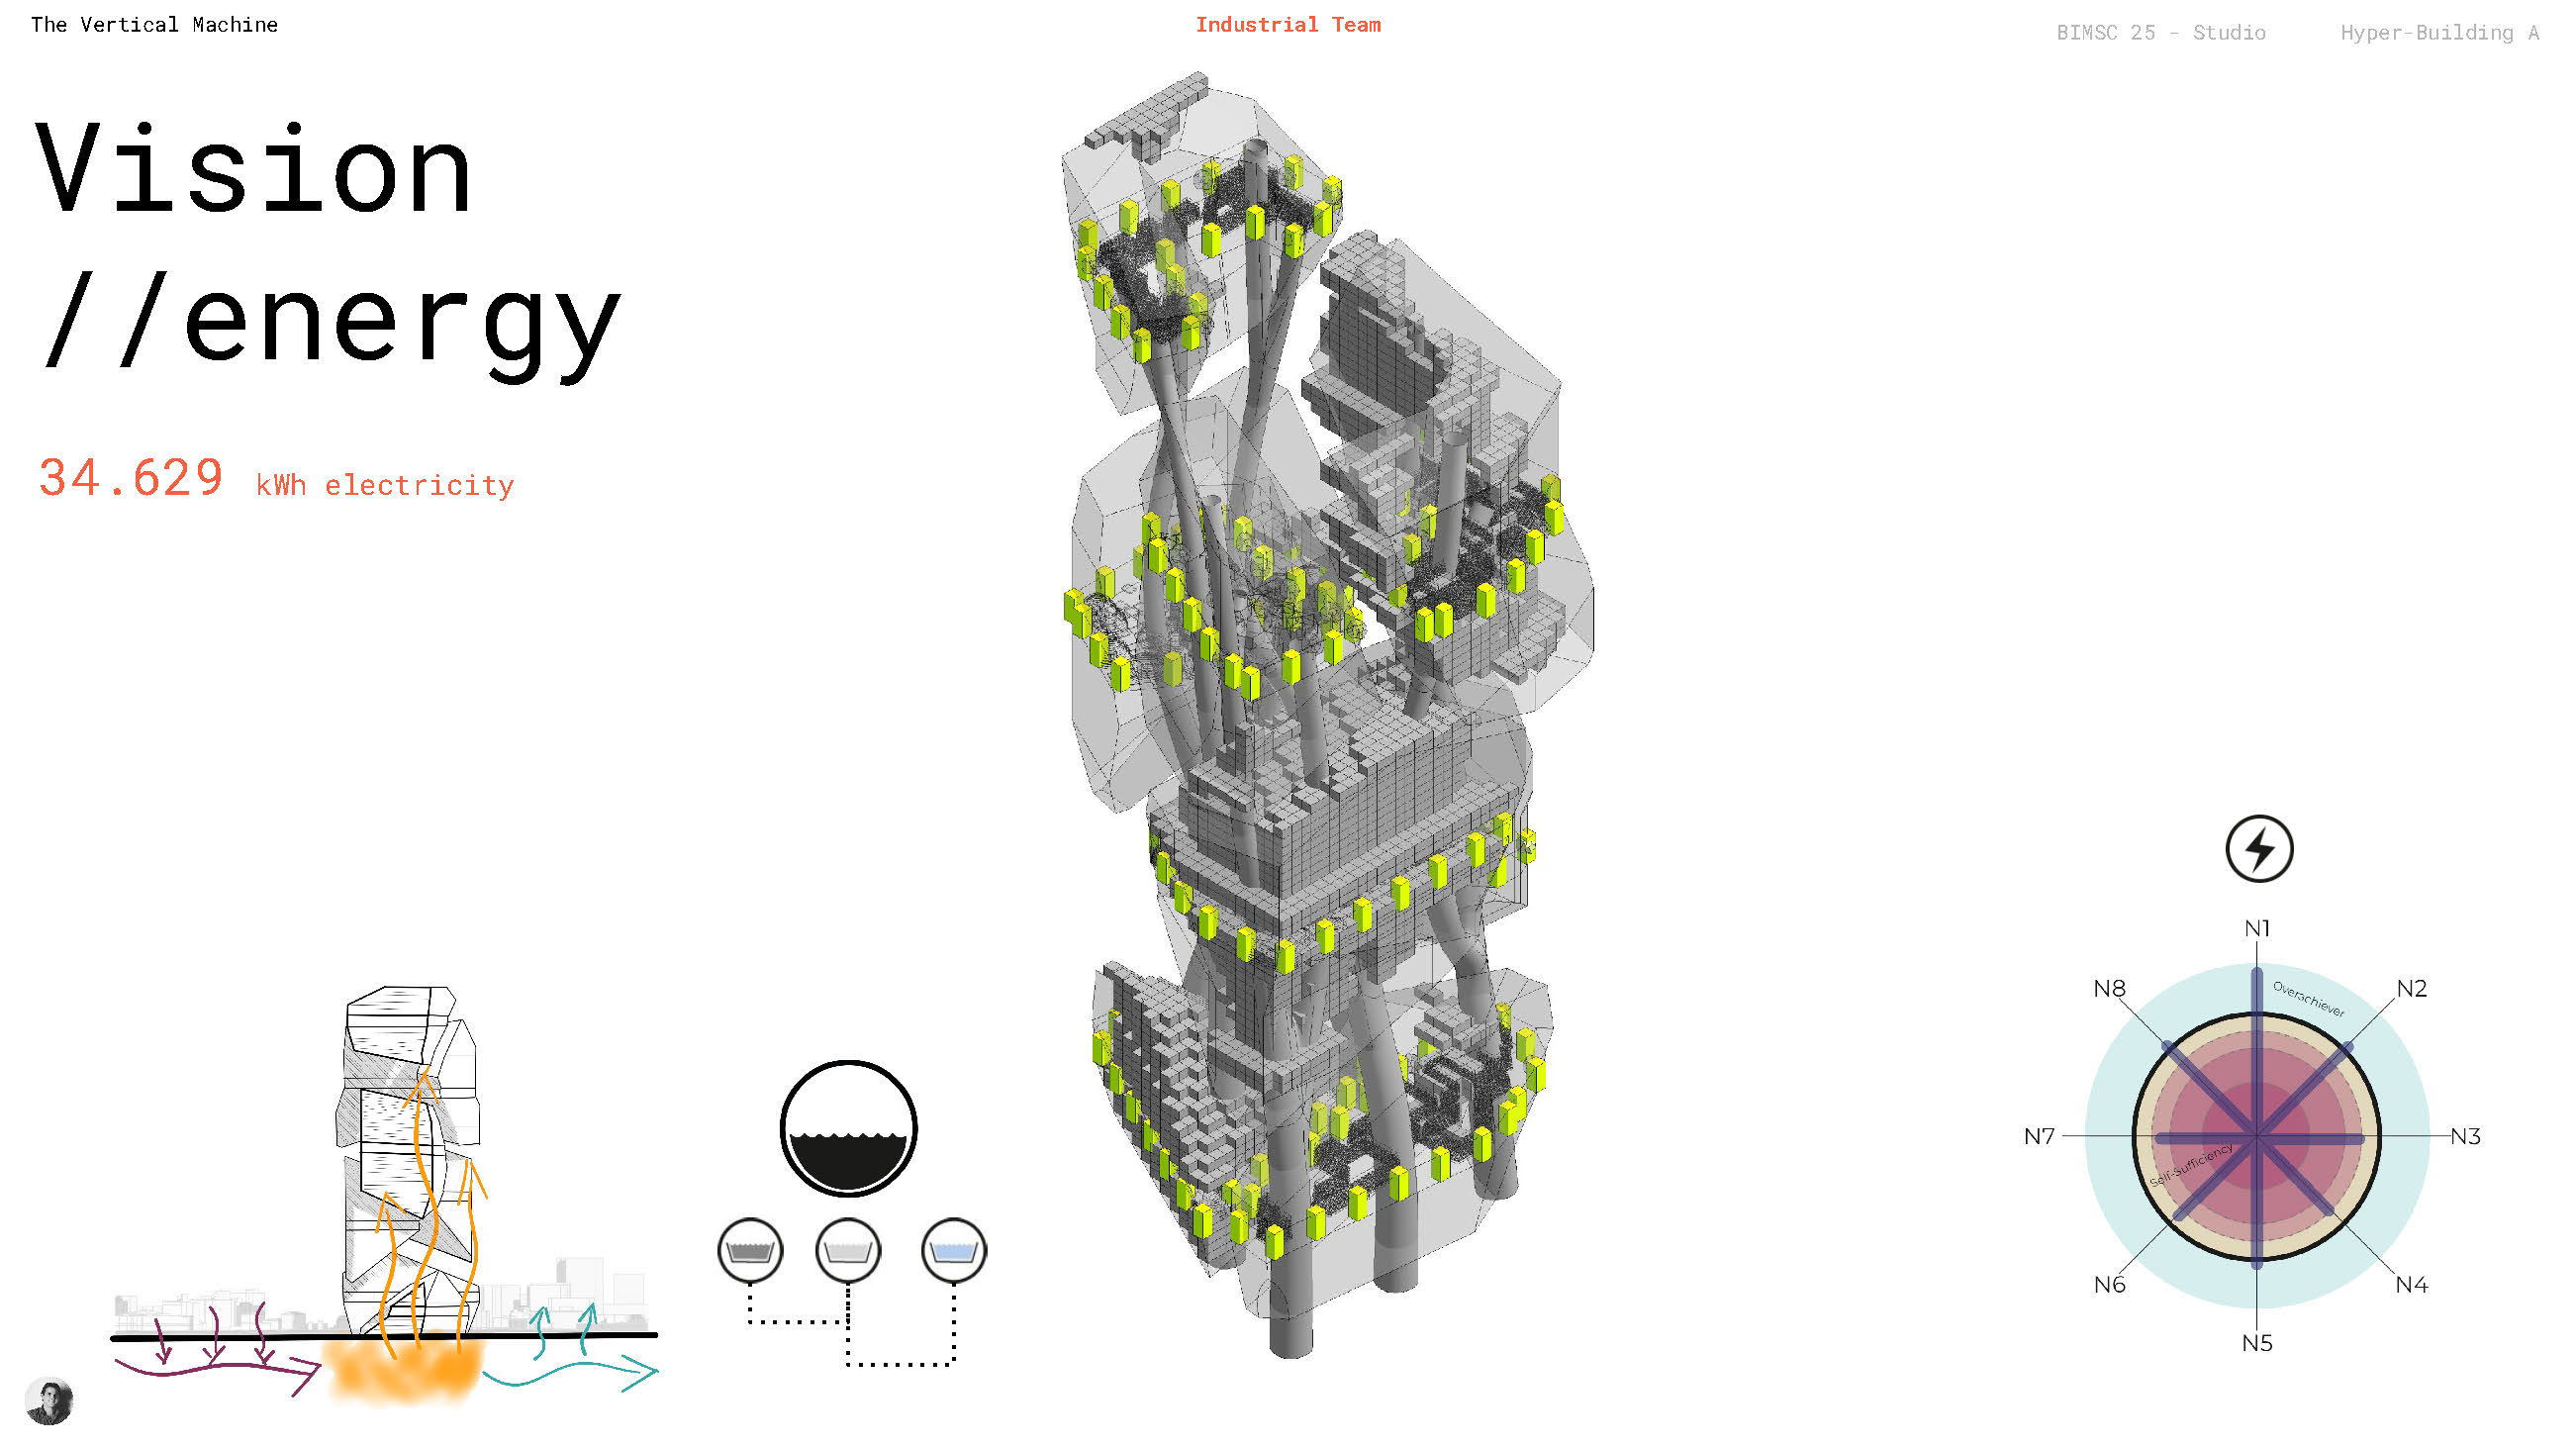 The Vertical Machine
Industrial Team
BIMSC 25 - Studio
Hyper-Building A
Vision
//energy
34.629 kWh electricity
N1
N8
N2
Overachiever
N7
N3
Self-Sufficiency
N6
N4
N5